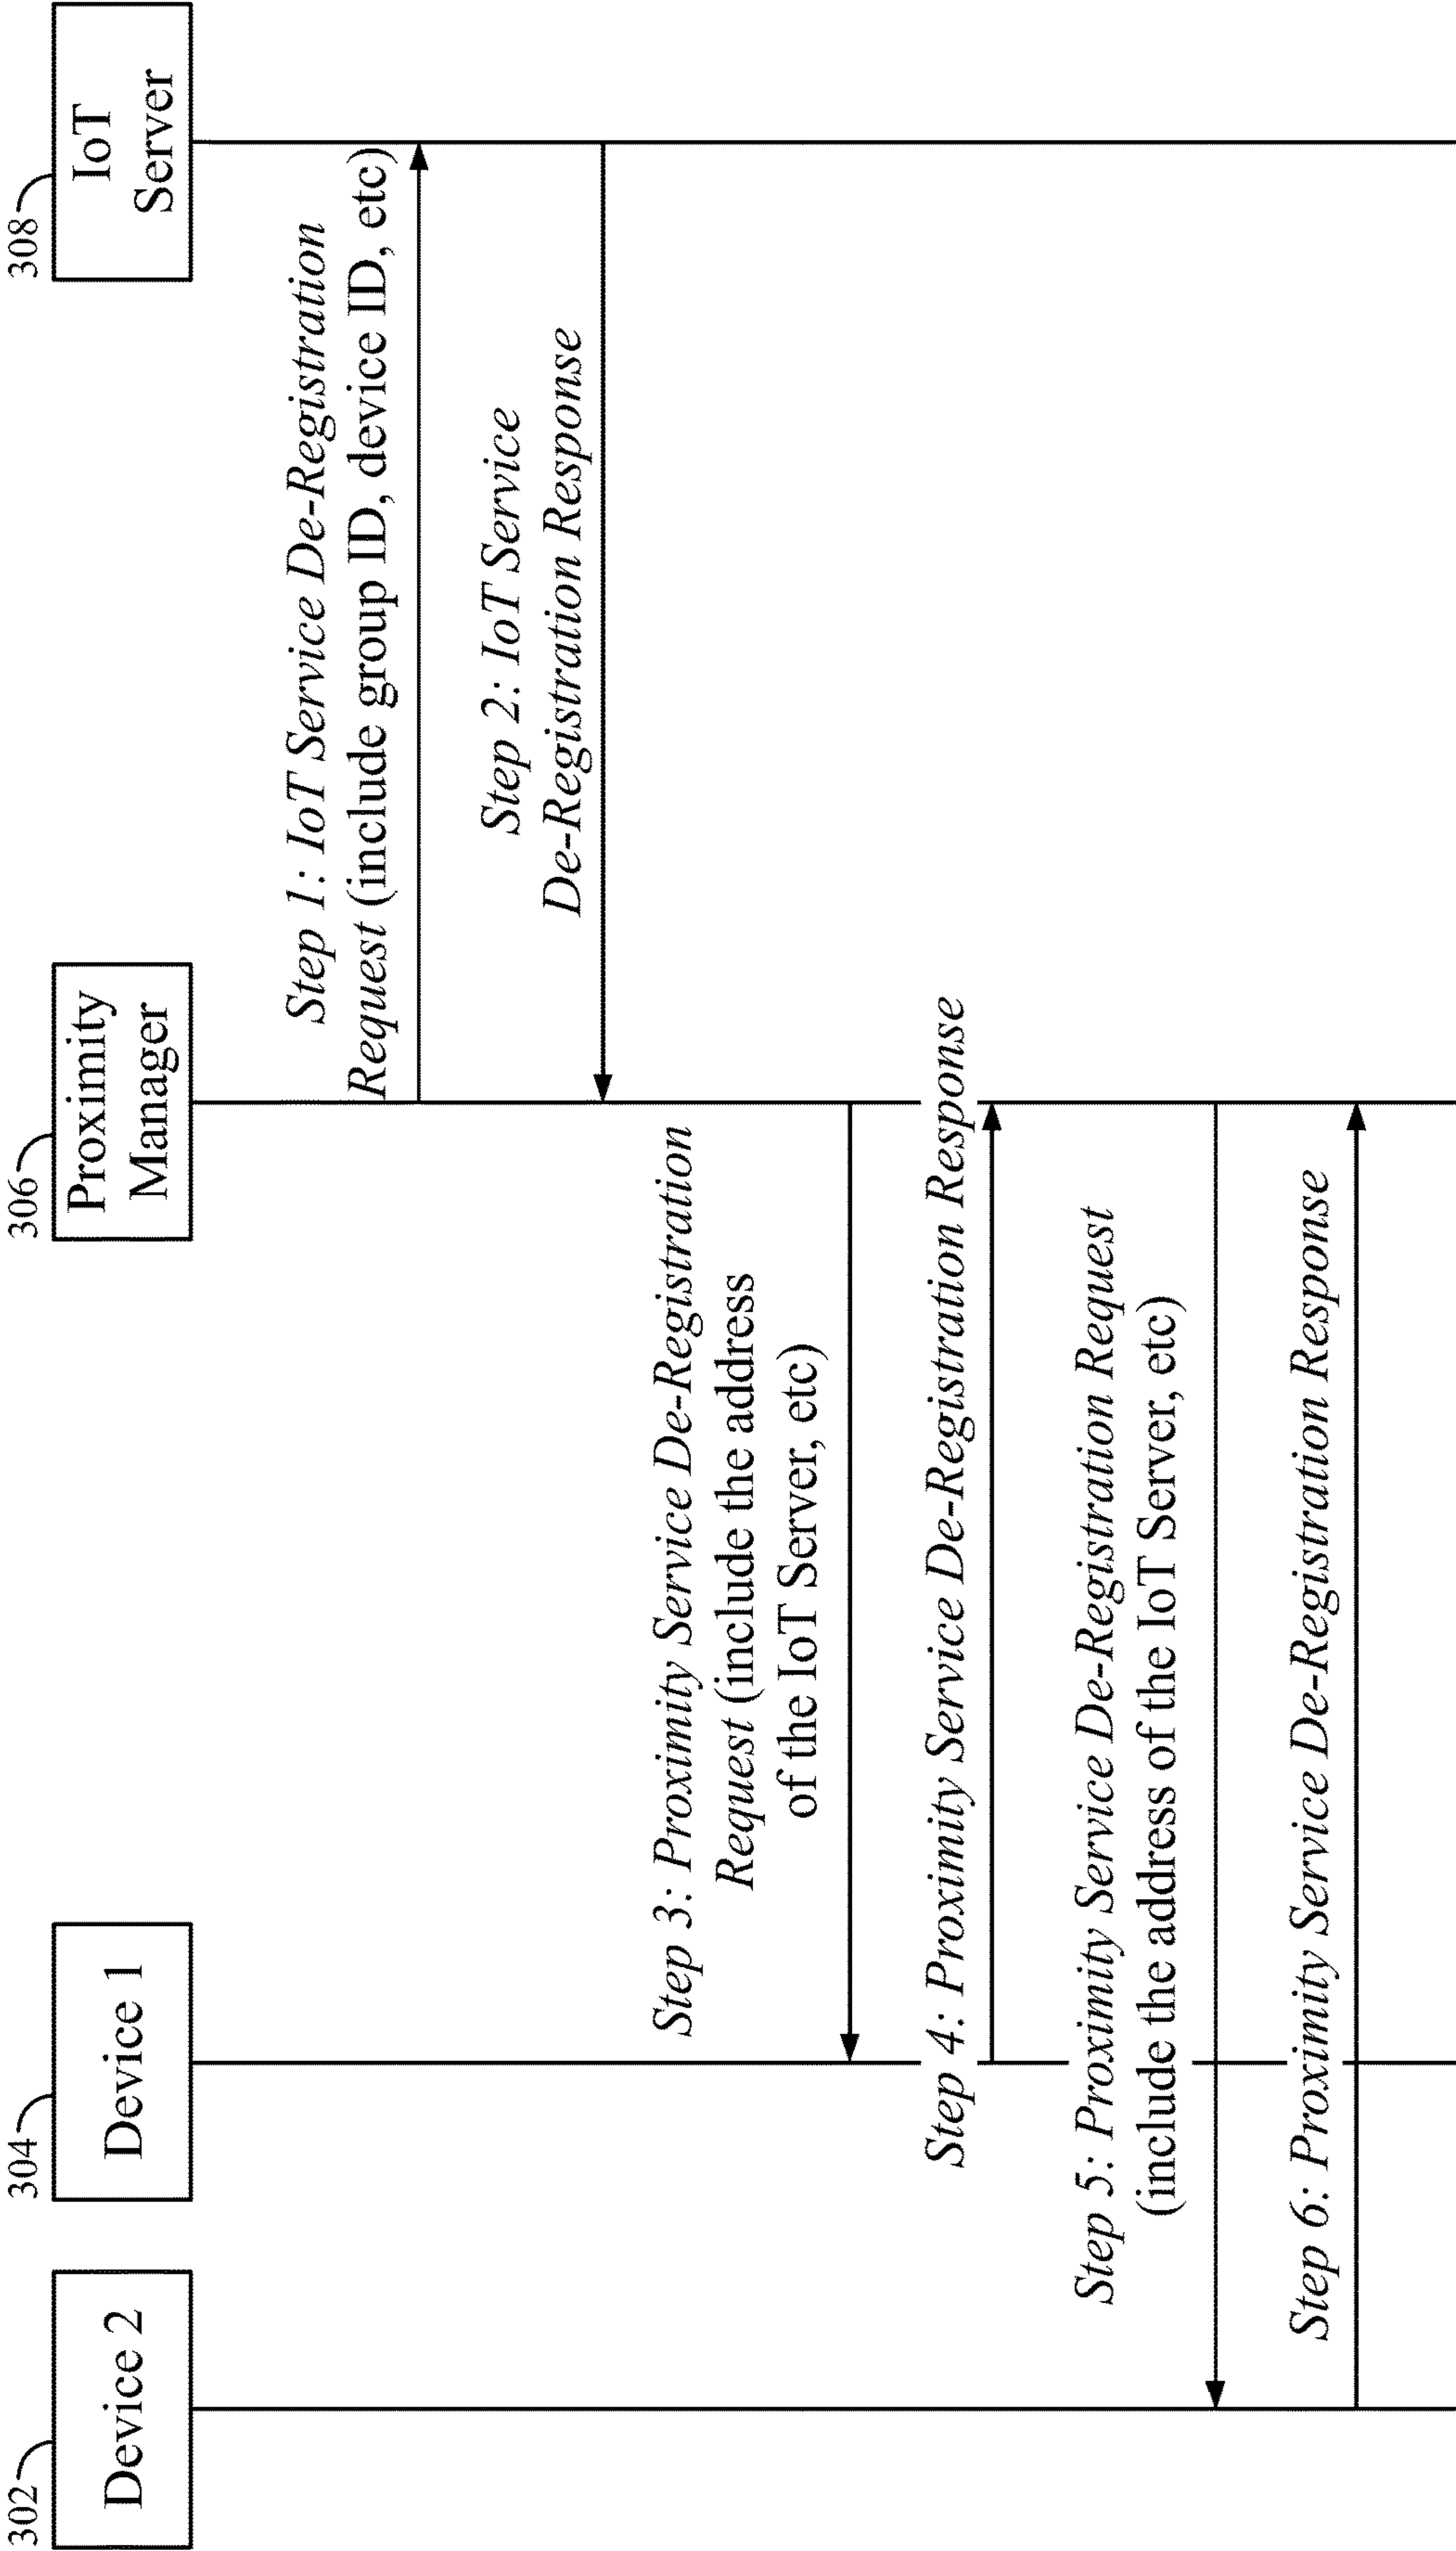 302
Device 2
304
Device 1
306
Proximity
Manager
308
IoT
Server
Step 1: IoT Service De-Registration
Request (include group ID, device ID, etc)
Step 2: IoT Service
De-Registration Response
Step 3: Proximity Service De-Registration
Request (include the address
of the IoT Server, etc)
Step 4: Proximity Service De-Registration Response
Step 5: Proximity Service De-Registration Request
(include the address of the IoT Server, etc)
Step 6: Proximity Service De-Registration Response